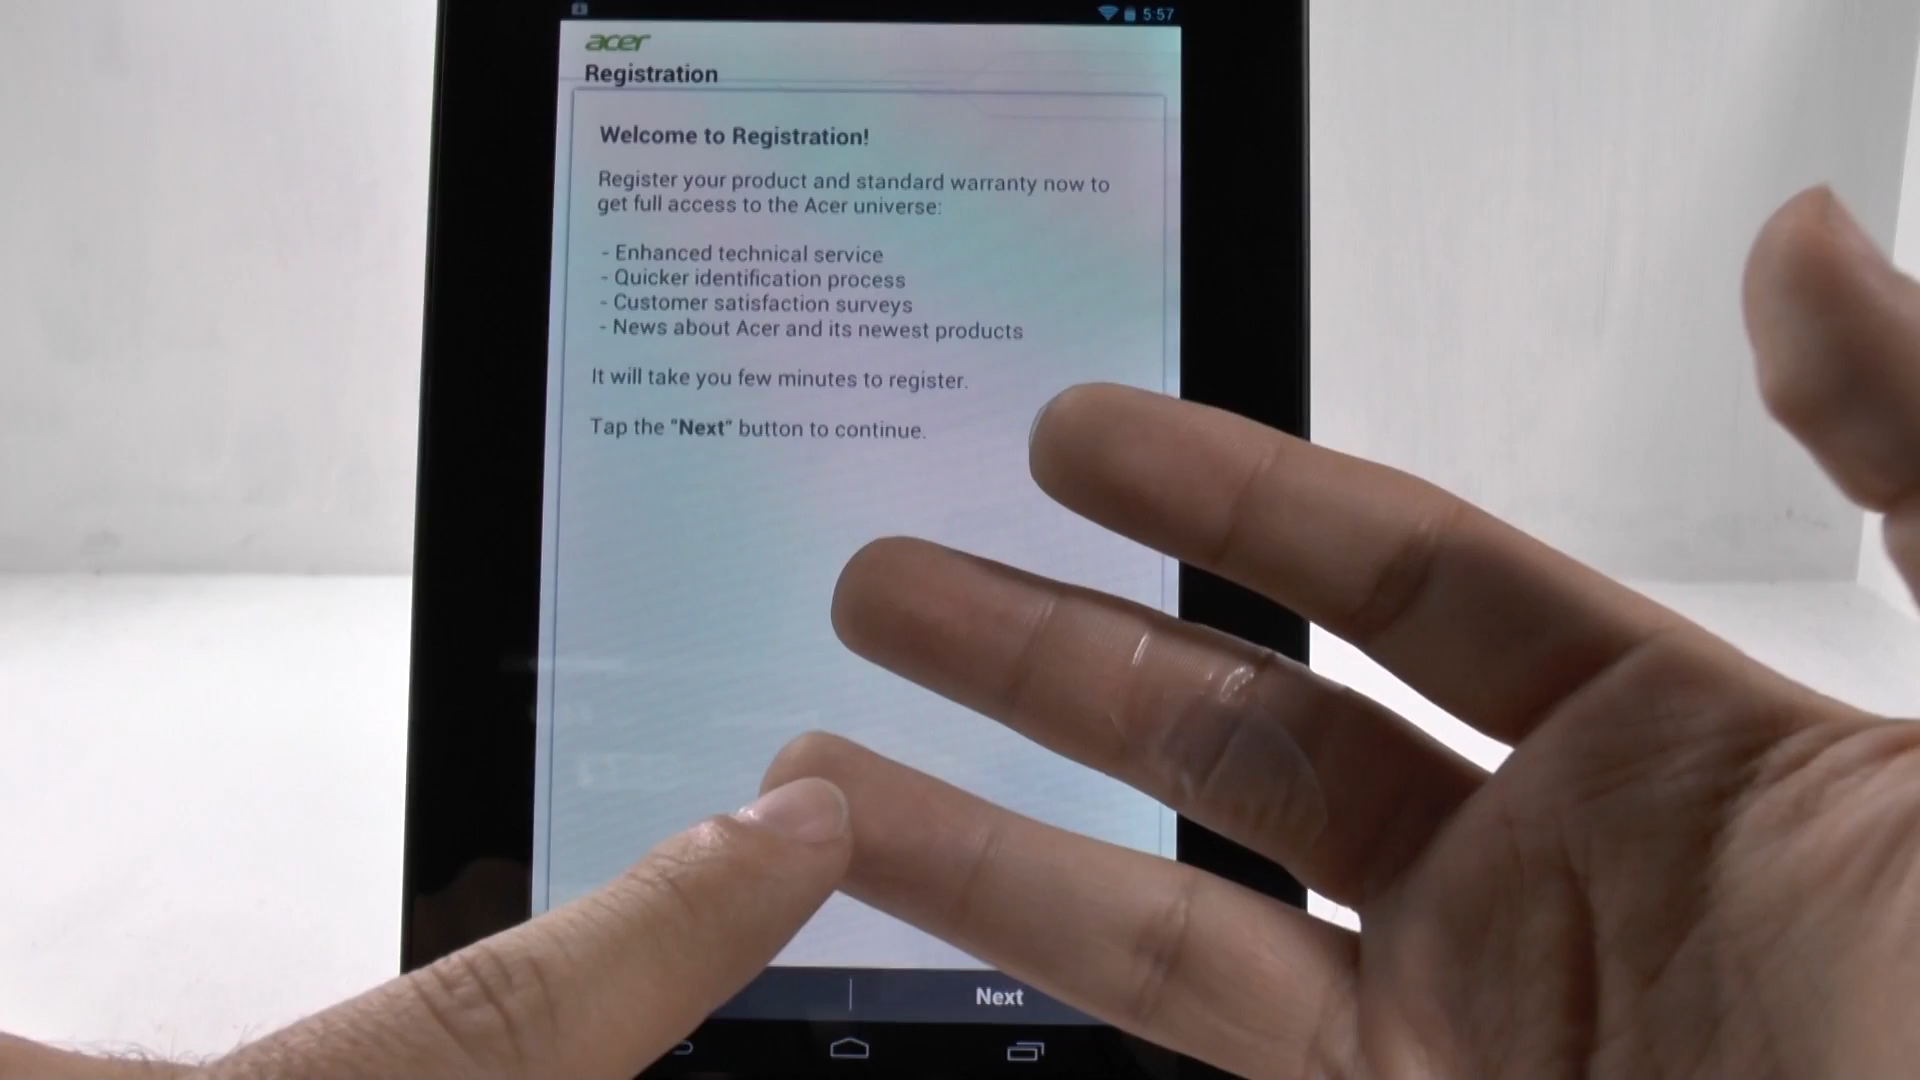 5:57
acer
Registration
Welcome to Registration!
Register your product and standard warranty now to
get full access to the Acer universe:
- Enhanced technical service
- Quicker identification process
- Customer satisfaction surveys
- News about Acer and its newest products
It will take you few minutes to register.
Tap the "Next" button to continue.
Next